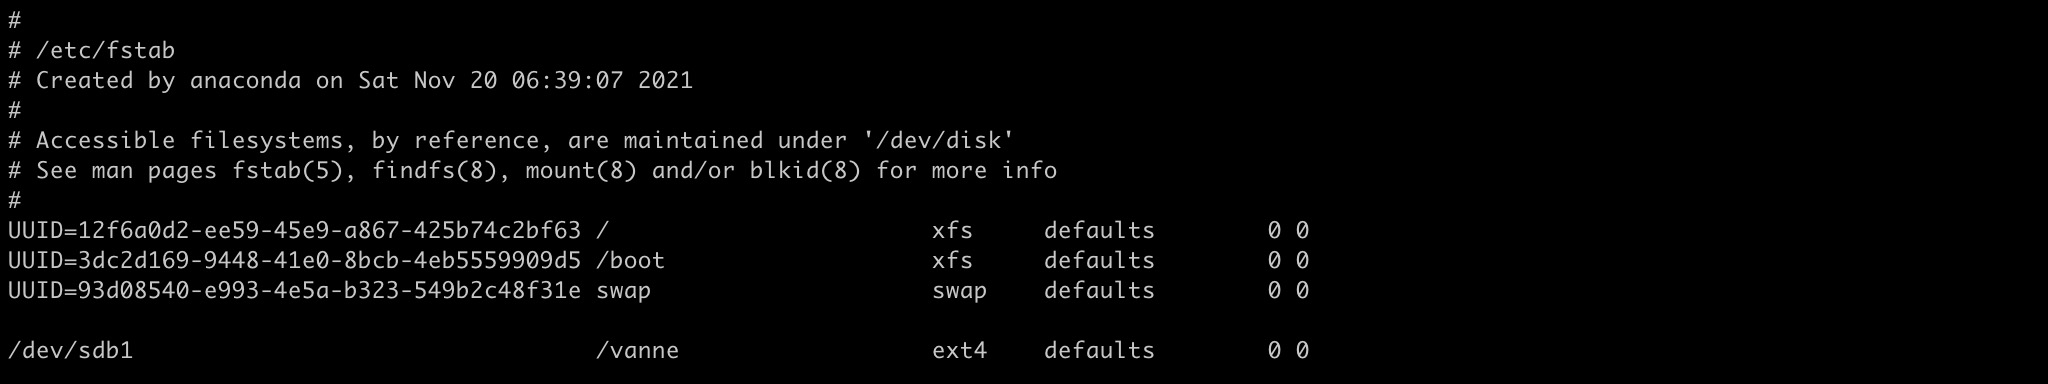 #
# /etc/fstab
# Created by anaconda on Sat Nov 20 06:39:07 2021
#
# Accessible filesystems, by reference, are maintained under '/dev/disk'
# See man pages fstab(5), findfs(8), mount(8) and/or blkid(8) for more info
#
UUID=12f6a0d2-ee59-45e9-a867-425b74c2bf63 /                       xfs     defaults        0 0
UUID=3dc2d169-9448-41e0-8bcb-4eb5559909d5 /boot                   xfs     defaults        0 0
UUID=93d08540-e993-4e5a-b323-549b2c48f31e swap                    swap    defaults        0 0

/dev/sdb1                                 /vanne                  ext4    defaults        0 0